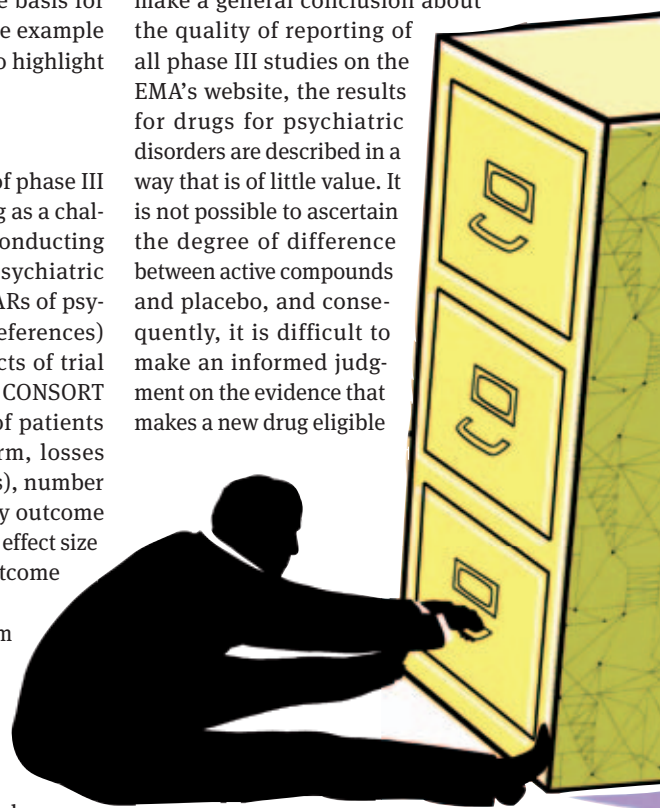 e basis for
e example
o highlight
of phase III
g as a chal-
onducting
sychiatric
ARs of psy-
eferences)
cts of trial
CONSORT
of patients
rm, losses
s), number
y outcome
effect size
tcome
m
make a general conclusion about
the quality of reporting of
all phase III studies on the
EMA’s website, the results
for drugs for psychiatric
disorders are described in a
way that is of little value. It
is not possible to ascertain
the degree of difference
between active compounds
and placebo, and conse-
quently, it is difficult to
make an informed judg-
ment on the evidence that
makes a new drug eligible